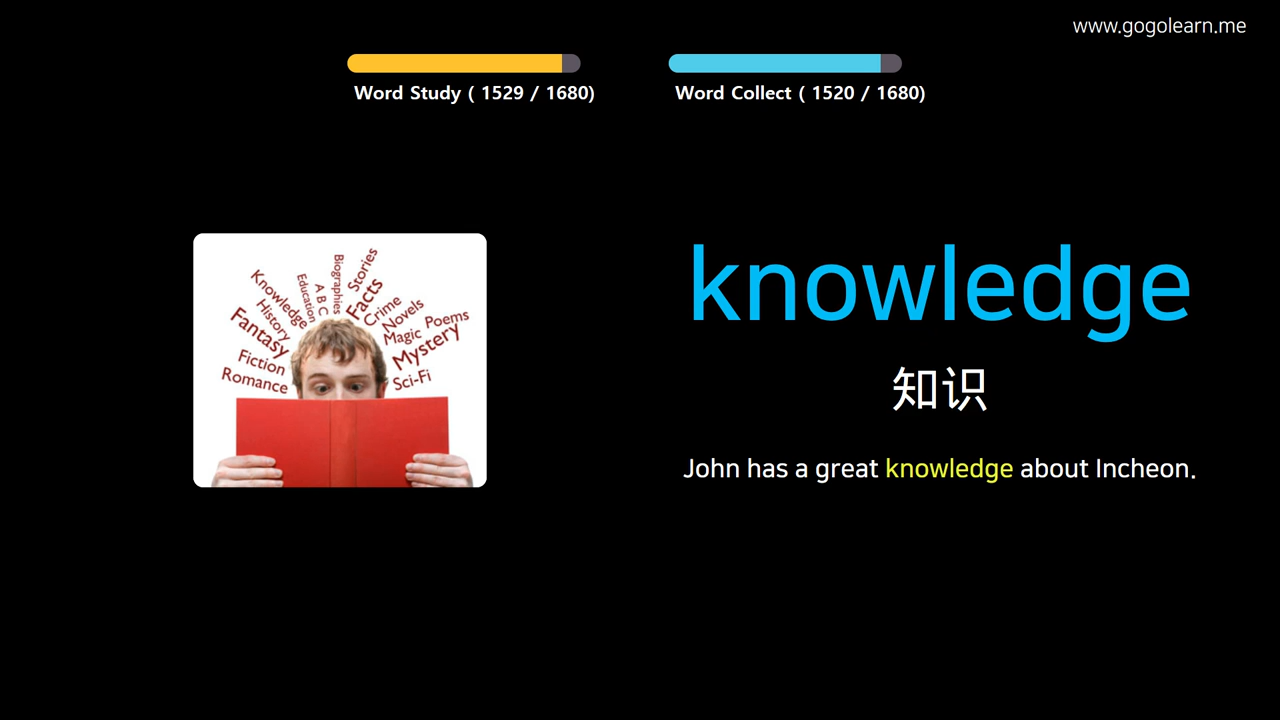 www.gogolearn.me
Word Study ( 1529 / 1680)
Word Collect ( 1520 / 1680)
Knowledge
History
Fantasy
Fiction
Romance
Education
A B C
Biographies
Stories
Facts
Crime
Novels
Magic
Poems
Mystery
Sci-Fi
knowledge
知识
John has a great knowledge about Incheon.